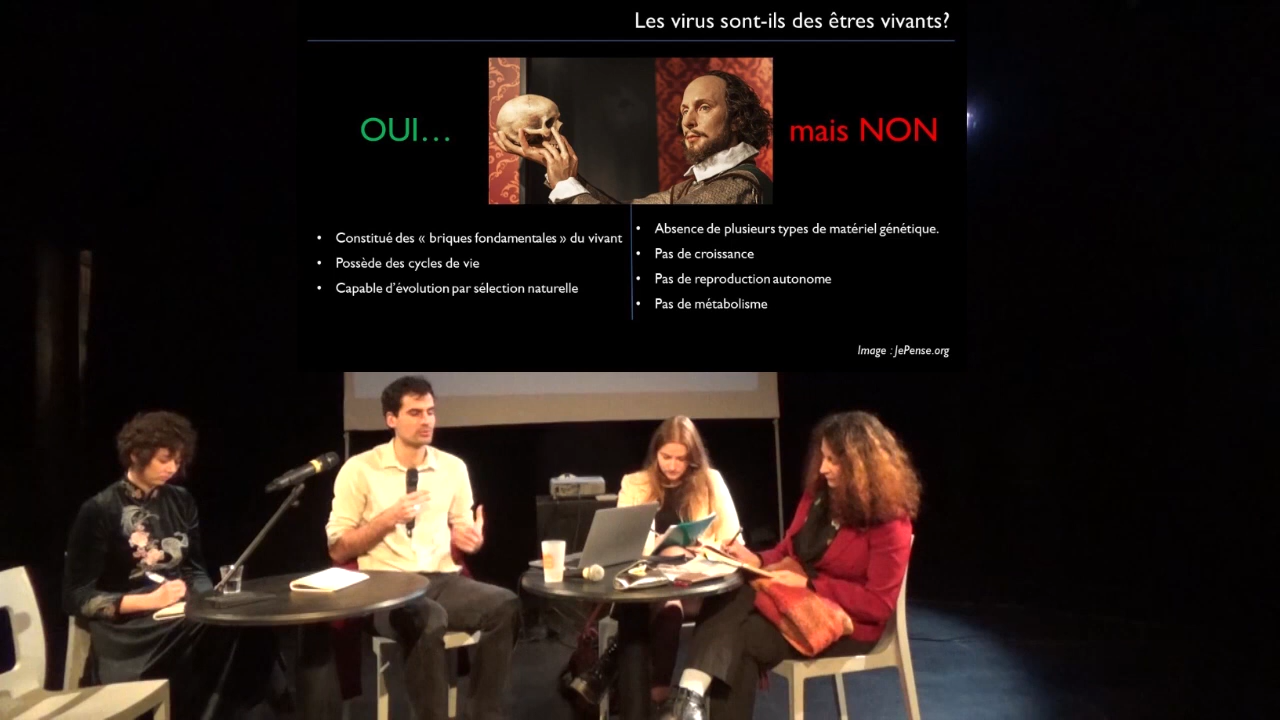 Les virus sont-ils des êtres vivants?
OUI…
mais NON
• Constitué des « briques fondamentales » du vivant
• Possède des cycles de vie
• Capable d'évolution par sélection naturelle
• Absence de plusieurs types de matériel génétique.
• Pas de croissance
• Pas de reproduction autonome
• Pas de métabolisme
Image : JePense.org